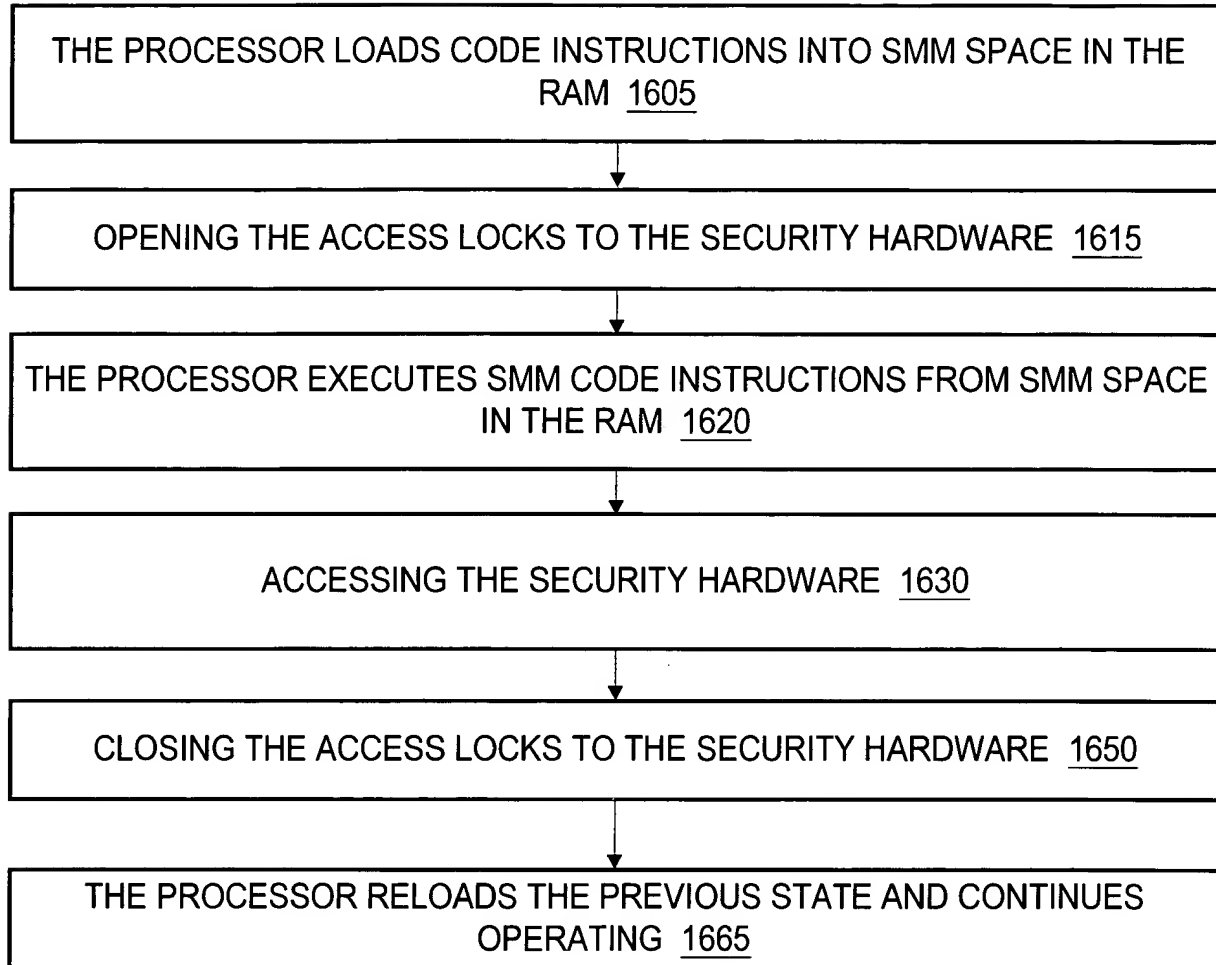 THE PROCESSOR LOADS CODE INSTRUCTIONS INTO SMM SPACE IN THE
RAM 1605
OPENING THE ACCESS LOCKS TO THE SECURITY HARDWARE 1615
THE PROCESSOR EXECUTES SMM CODE INSTRUCTIONS FROM SMM SPACE
IN THE RAM 1620
ACCESSING THE SECURITY HARDWARE 1630
CLOSING THE ACCESS LOCKS TO THE SECURITY HARDWARE 1650
THE PROCESSOR RELOADS THE PREVIOUS STATE AND CONTINUES
OPERATING 1665